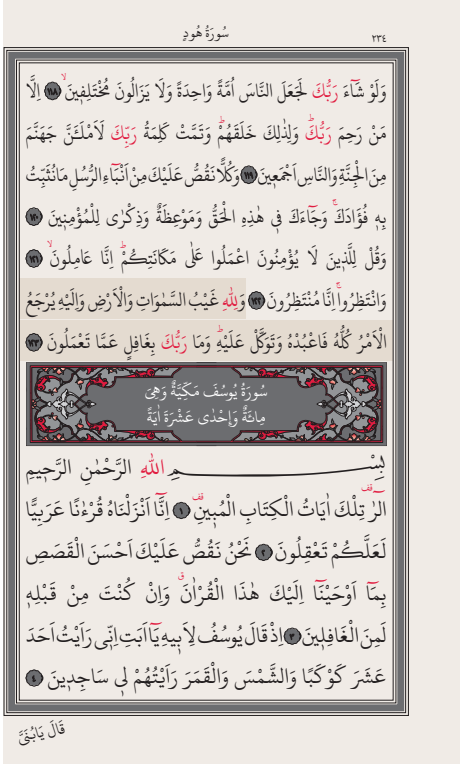 سُورَةُ هُودٍ
٢٣٤
وَلَوْ شَٓاءَ رَبُّكَ لَجَعَلَ النَّاسَ اُمَّةً وَاحِدَةً وَلَا يَزَالُونَ مُخْتَلِفِينَۙ ﴿١١٨﴾ اِلَّا
مَنْ رَحِمَ رَبُّكَۜ وَلِذٰلِكَ خَلَقَهُمْۜ وَتَمَّتْ كَلِمَةُ رَبِّكَ لَاَمْلَـَٔنَّ جَهَنَّمَ
مِنَ الْجِنَّةِ وَالنَّاسِ اَجْمَعِينَ ﴿١١٩﴾ وَكُلًّا نَقُصُّ عَلَيْكَ مِنْ اَنْبَٓاءِ الرُّسُلِ مَا نُثَبِّتُ
بِهٖ فُؤٰادَكَۚ وَجَٓاءَكَ فٖي هٰذِهِ الْحَقُّ وَمَوْعِظَةٌ وَذِكْرٰى لِلْمُؤْمِنِينَ ﴿١٢٠﴾
وَقُلْ لِلَّذِينَ لَا يُؤْمِنُونَ اعْمَلُوا عَلٰى مَكَانَتِكُمْۜ اِنَّا عَامِلُونَۙ ﴿١٢١﴾
وَانْتَظِرُواۚ اِنَّا مُنْتَظِرُونَ ﴿١٢٢﴾ وَلِلّٰهِ غَيْبُ السَّمٰوَاتِ وَالْاَرْضِ وَاِلَيْهِ يُرْجَعُ
الْاَمْرُ كُلُّهُ فَاعْبُدْهُ وَتَوَكَّلْ عَلَيْهِۜ وَمَا رَبُّكَ بِغَافِلٍ عَمَّا تَعْمَلُونَ ﴿١٢٣﴾
سُورَةُ يُوسُفَ مَكِّيَّةٌ وَهِيَ
مِائَةٌ وَاِحْدٰى عَشْرَةَ اٰيَةً
بِسْمِ اللّٰهِ الرَّحْمٰنِ الرَّحِيمِ
الٓرٰ۠ تِلْكَ اٰيَاتُ الْكِتَابِ الْمُبِينِ۠ ﴿١﴾ اِنَّٓا اَنْزَلْنَاهُ قُرْءٰنًا عَرَبِيًّا
لَعَلَّكُمْ تَعْقِلُونَ ﴿٢﴾ نَحْنُ نَقُصُّ عَلَيْكَ اَحْسَنَ الْقَصَصِ
بِمَٓا اَوْحَيْنَٓا اِلَيْكَ هٰذَا الْقُرْاٰنَۗ وَاِنْ كُنْتَ مِنْ قَبْلِهٖ
لَمِنَ الْغَافِلِينَ ﴿٣﴾ اِذْ قَالَ يُوسُفُ لِاَبِيهِ يَٓا اَبَتِ اِنّٖي رَاَيْتُ اَحَدَ
عَشَرَ كَوْكَبًا وَالشَّمْسَ وَالْقَمَرَ رَاَيْتُهُمْ لٖي سَاجِدِينَ ﴿٤﴾
قَالَ يَابُنَيَّ